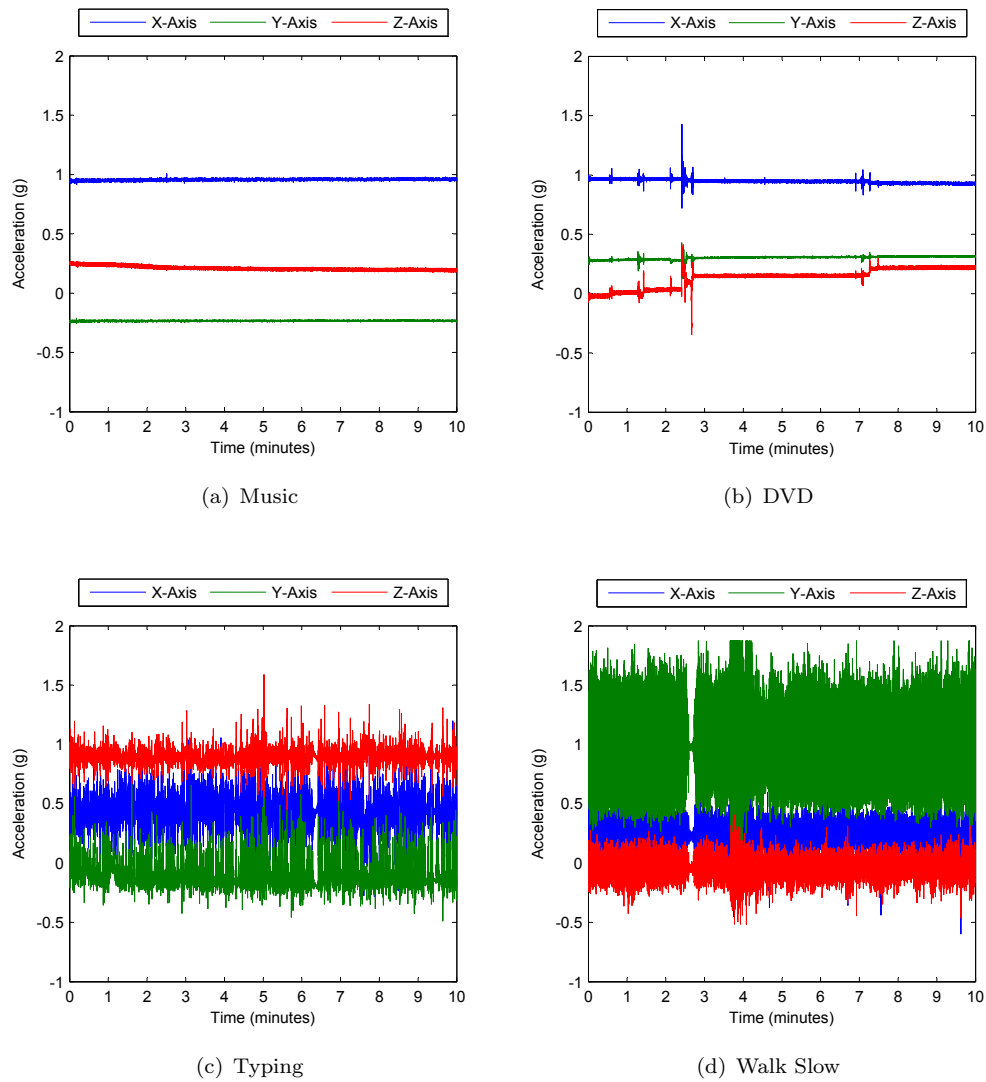 X-Axis Y-Axis Z-Axis
2
1.5
1
0.5
0
-0.5
-1
Acceleration (g)
0 1 2 3 4 5 6 7 8 9 10
Time (minutes)
(a) Music
X-Axis Y-Axis Z-Axis
2
1.5
1
0.5
0
-0.5
-1
Acceleration (g)
0 1 2 3 4 5 6 7 8 9 10
Time (minutes)
(b) DVD
X-Axis Y-Axis Z-Axis
2
1.5
1
0.5
0
-0.5
-1
Acceleration (g)
0 1 2 3 4 5 6 7 8 9 10
Time (minutes)
(c) Typing
X-Axis Y-Axis Z-Axis
2
1.5
1
0.5
0
-0.5
-1
Acceleration (g)
0 1 2 3 4 5 6 7 8 9 10
Time (minutes)
(d) Walk Slow